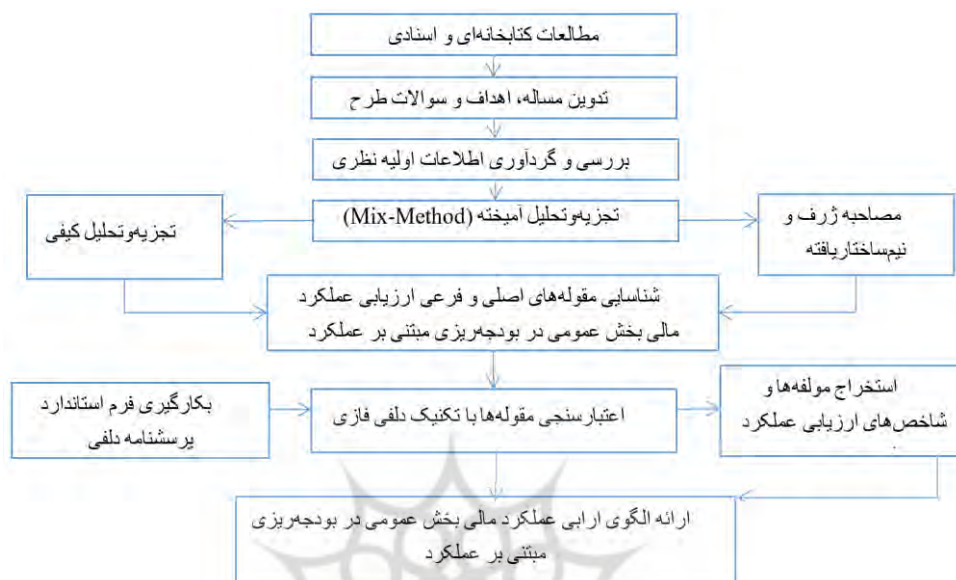 مطالعات کتابخانه‌ای و اسنادی
تدوین مساله، اهداف و سوالات طرح
بررسی و گردآوری اطلاعات اولیه نظری
تجزیه‌وتحلیل آمیخته (Mix-Method)
مصاحبه ژرف و
نیم‌ساختاریافته
تجزیه‌وتحلیل کیفی
شناسایی مقوله‌های اصلی و فرعی ارزیابی عملکرد
مالی بخش عمومی در بودجه‌ریزی مبتنی بر عملکرد
استخراج مولفه‌ها و
شاخص‌های ارزیابی عملکرد
.
اعتبارسنجی مقوله‌ها با تکنیک دلفی فازی
بکارگیری فرم استاندارد
پرسشنامه دلفی
ارائه الگوی ارابی عملکرد مالی بخش عمومی در بودجه‌ریزی
مبتنی بر عملکرد